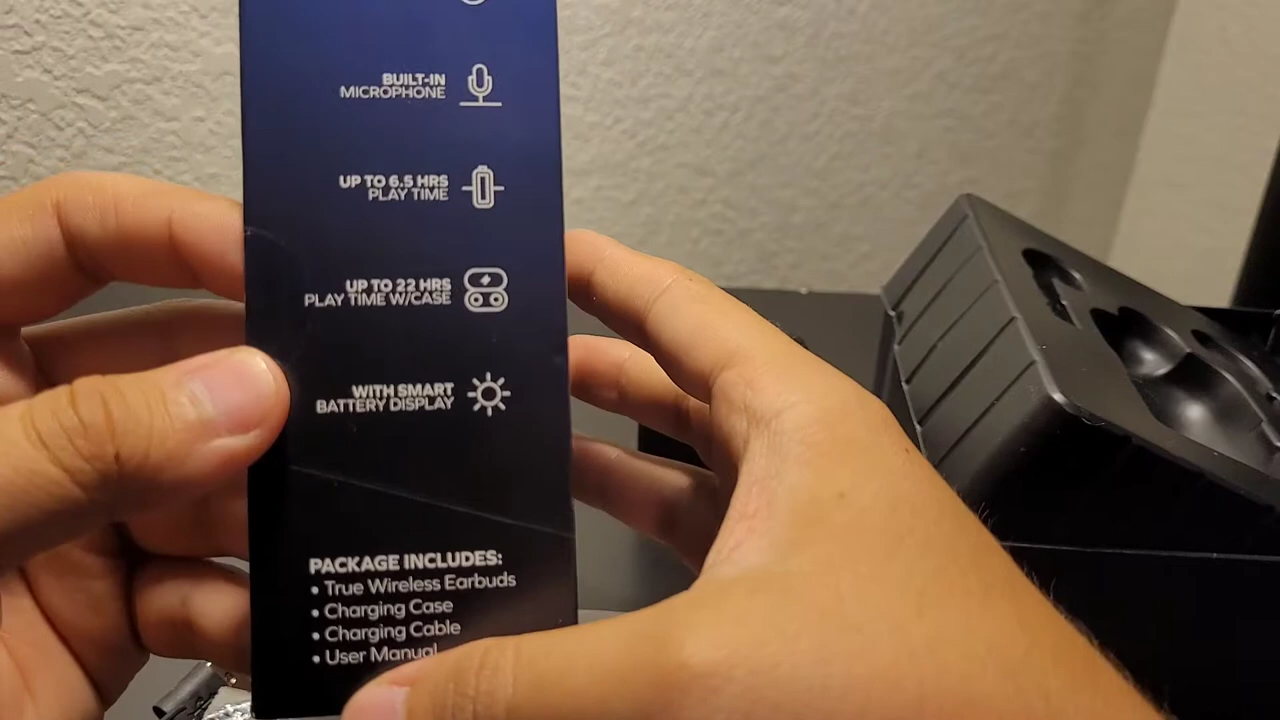 BUILT-IN
MICROPHONE
UP TO 6.5 HRS
PLAY TIME
UP TO 22 HRS
PLAY TIME W/CASE
WITH SMART
BATTERY DISPLAY
PACKAGE INCLUDES:
• True Wireless Earbuds
• Charging Case
• Charging Cable
• User Manual